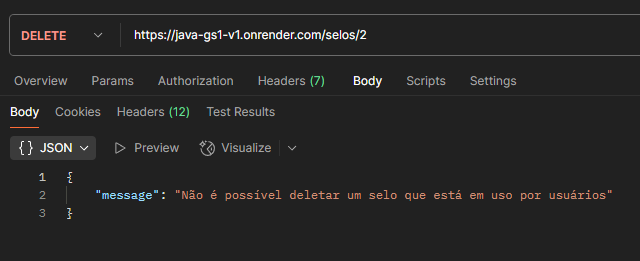 DELETE https://java-gs1-v1.onrender.com/selos/2
Overview Params Authorization Headers (7) Body Scripts Settings
Body Cookies Headers (12) Test Results
{} JSON Preview Visualize
1 {
2 "message": "Não é possível deletar um selo que está em uso por usuários"
3 }